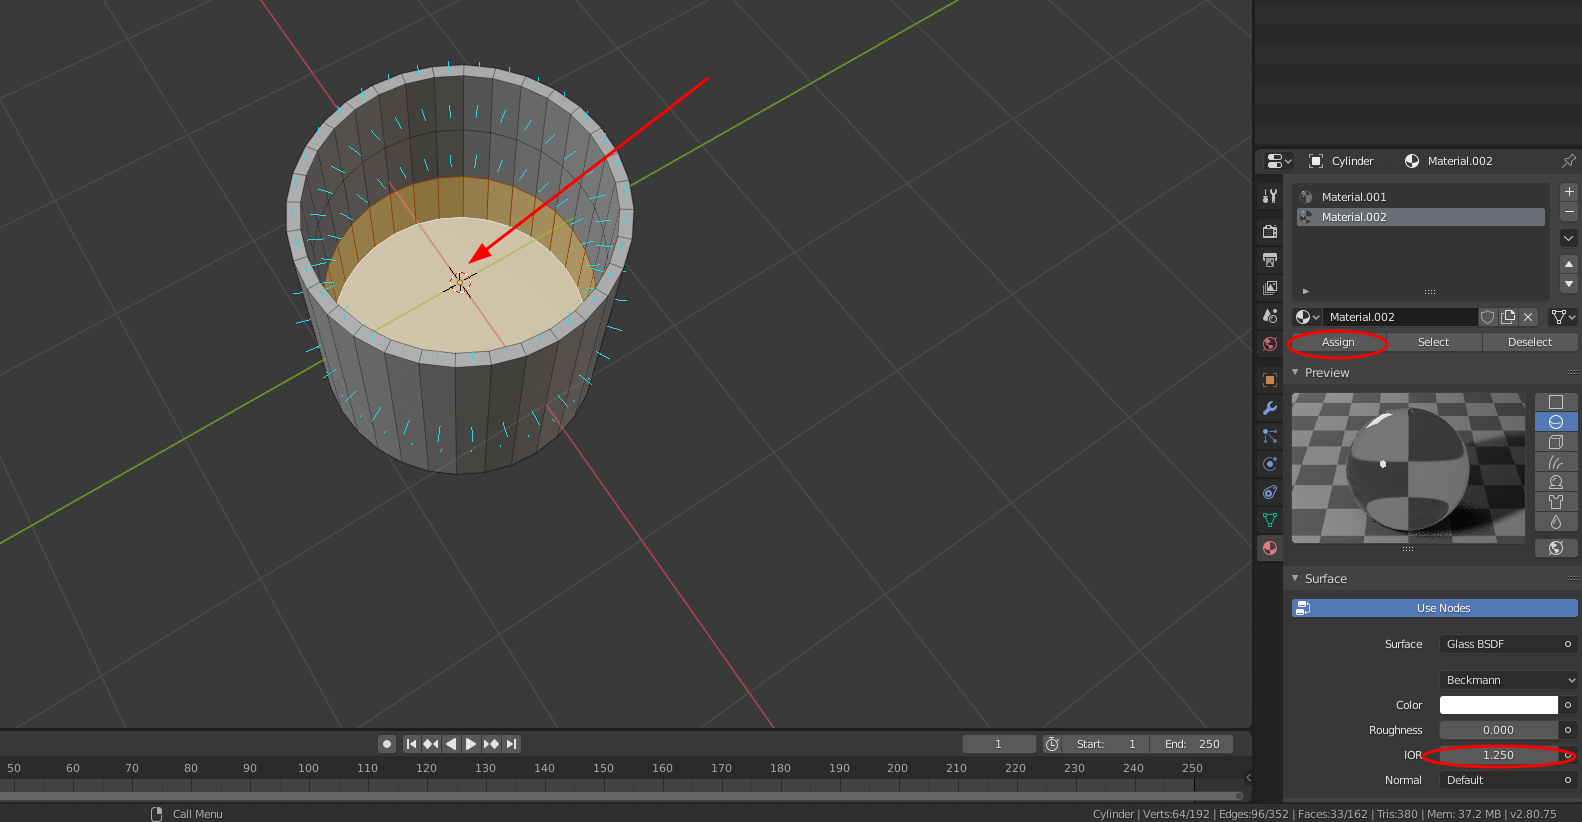 Cylinder Material.002
Material.001
Material.002
Material.002
Assign Select Deselect
Preview
Surface
Use Nodes
Surface Glass BSDF
Beckmann
Color
Roughness 0.000
IOR 1.250
Normal Default
1 Start: 1 End: 250
50 60 70 80 90 100 110 120 130 140 150 160 170 180 190 200 210 220 230 240 250
Call Menu
Cylinder | Verts:64/192 | Edges:96/352 | Faces:33/162 | Tris:380 | Mem: 37.2 MB | v2.80.75